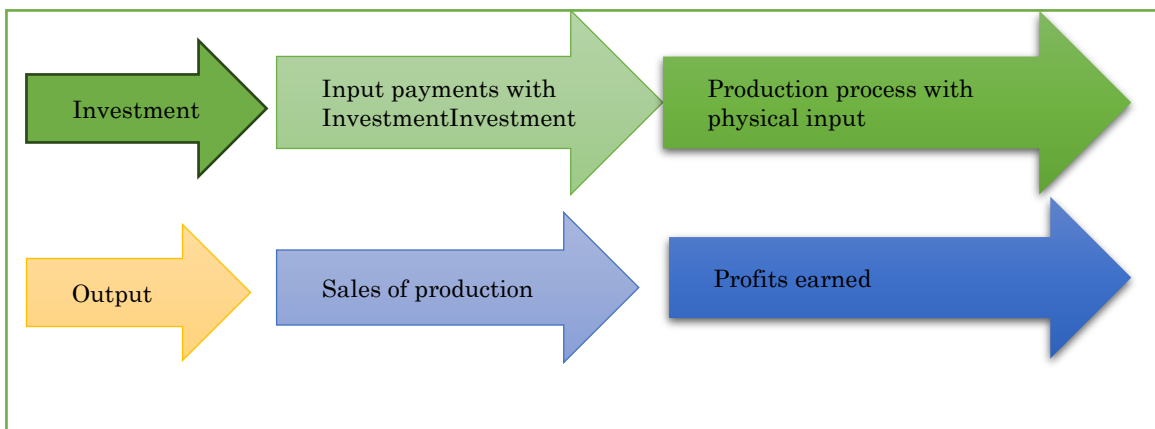 Investment
Input payments with
InvestmentInvestment
Production process with
physical input
Output
Sales of production
Profits earned